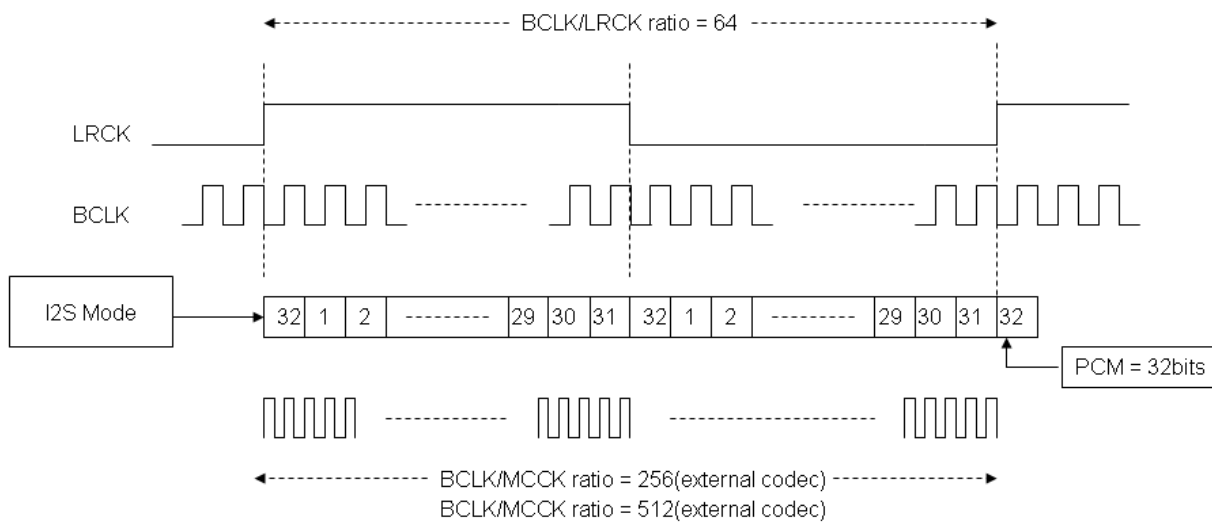 BCLK/LRCK ratio = 64
LRCK
BCLK
I2S Mode
32 1 2 29 30 31 32 1 2 29 30 31 32
PCM = 32bits
BCLK/MCCK ratio = 256(external codec)
BCLK/MCCK ratio = 512(external codec)